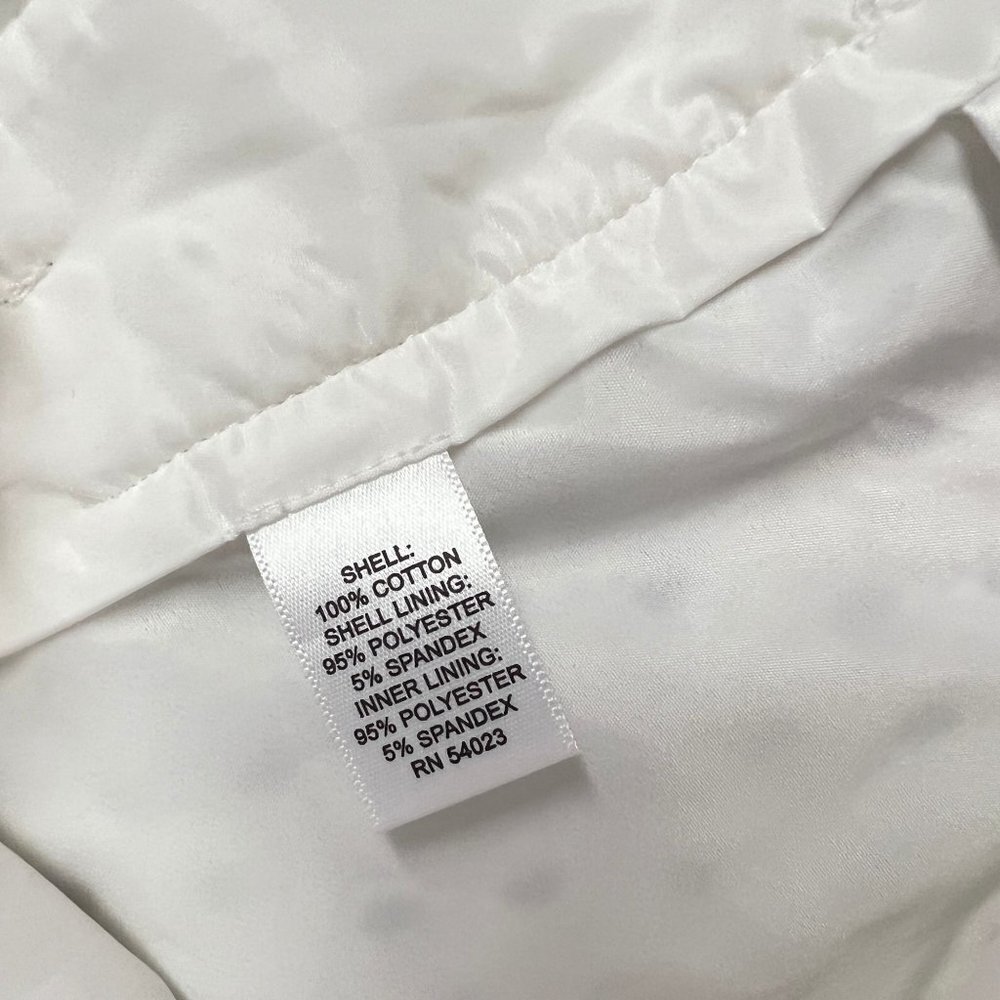 SHELL:
100% COTTON
SHELL LINING:
95% POLYESTER
5% SPANDEX
INNER LINING:
95% POLYESTER
5% SPANDEX
RN 54023